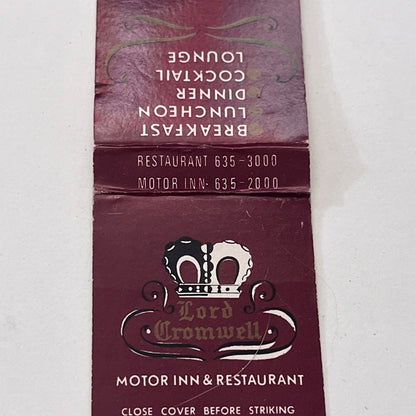 BREAKFAST
LUNCHEON
DINNER
COCKTAIL
LOUNGE
RESTAURANT 635-3000
MOTOR INN- 635-2000
Lord
Cromwell
MOTOR INN & RESTAURANT
CLOSE COVER BEFORE STRIKING